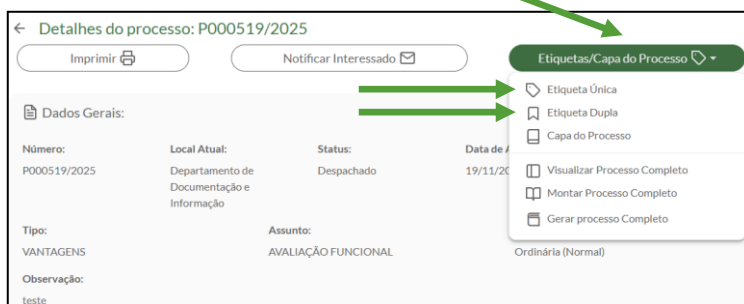 ← Detalhes do processo: P000519/2025
Imprimir
Notificar Interessado
Etiquetas/Capa do Processo
Etiqueta Única
Etiqueta Dupla
Capa do Processo
Visualizar Processo Completo
Montar Processo Completo
Gerar processo Completo
Dados Gerais:
Número: Local Atual: Status: Data de
P000519/2025 Departamento de Despachado 19/11/20
Documentação e
Informação
Tipo: Assunto:
VANTAGENS AVALIAÇÃO FUNCIONAL Ordinária (Normal)
Observação:
teste